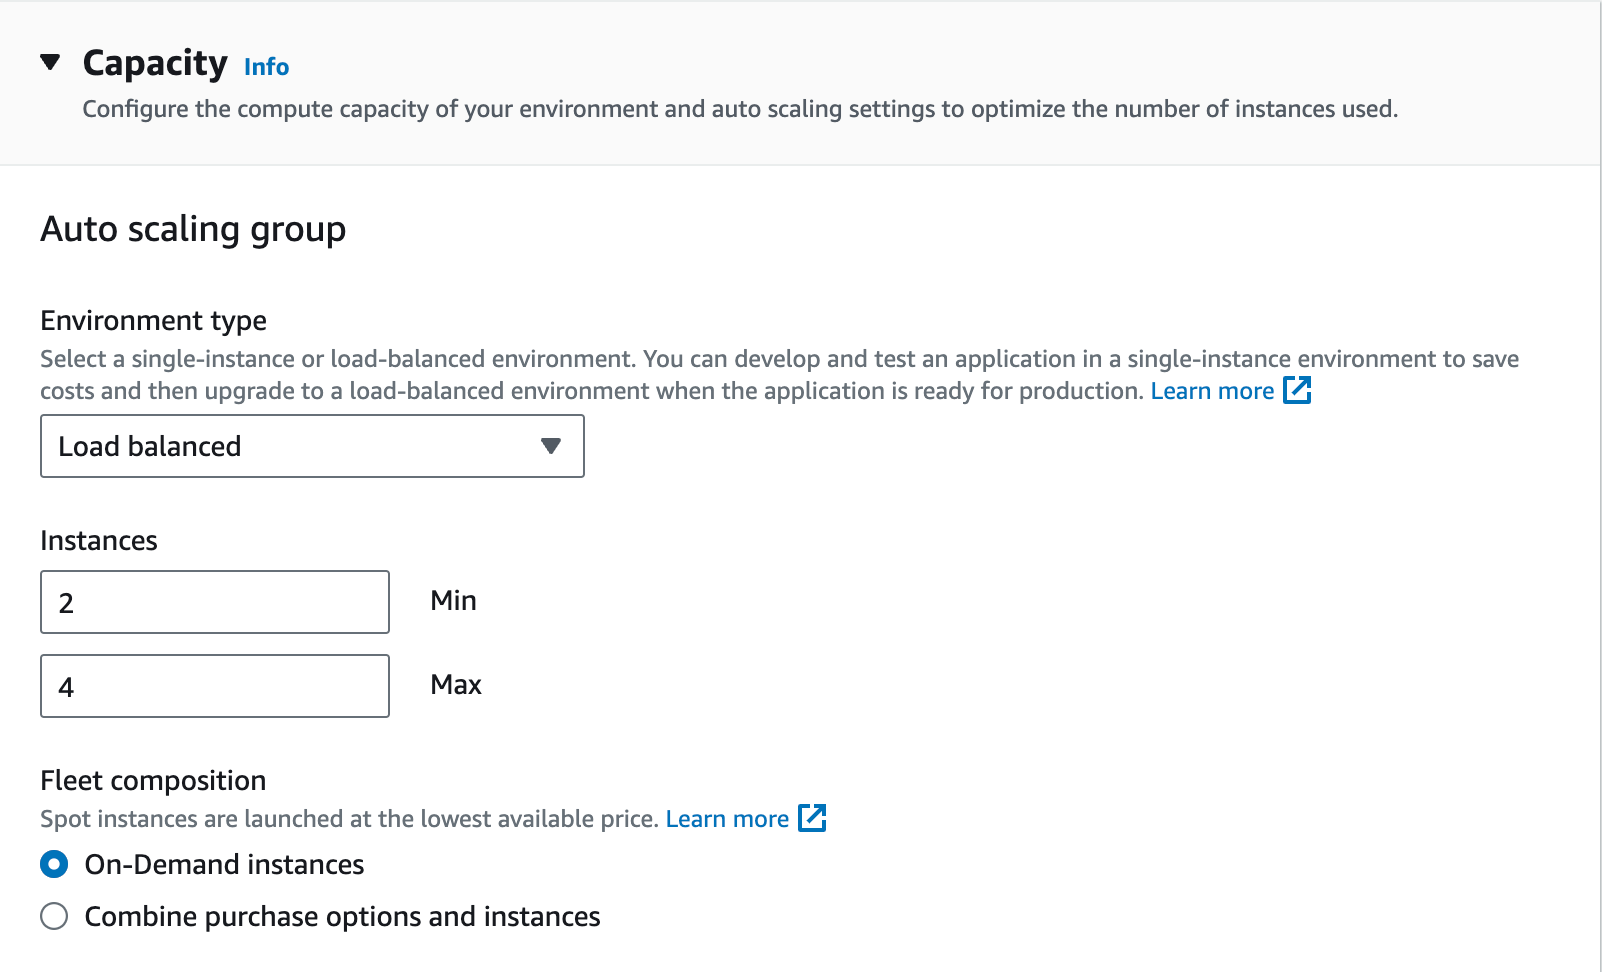 Capacity Info
Configure the compute capacity of your environment and auto scaling settings to optimize the number of instances used.
Auto scaling group
Environment type
Select a single-instance or load-balanced environment. You can develop and test an application in a single-instance environment to save
costs and then upgrade to a load-balanced environment when the application is ready for production. Learn more
Load balanced
Instances
2 Min
4 Max
Fleet composition
Spot instances are launched at the lowest available price. Learn more
On-Demand instances
Combine purchase options and instances